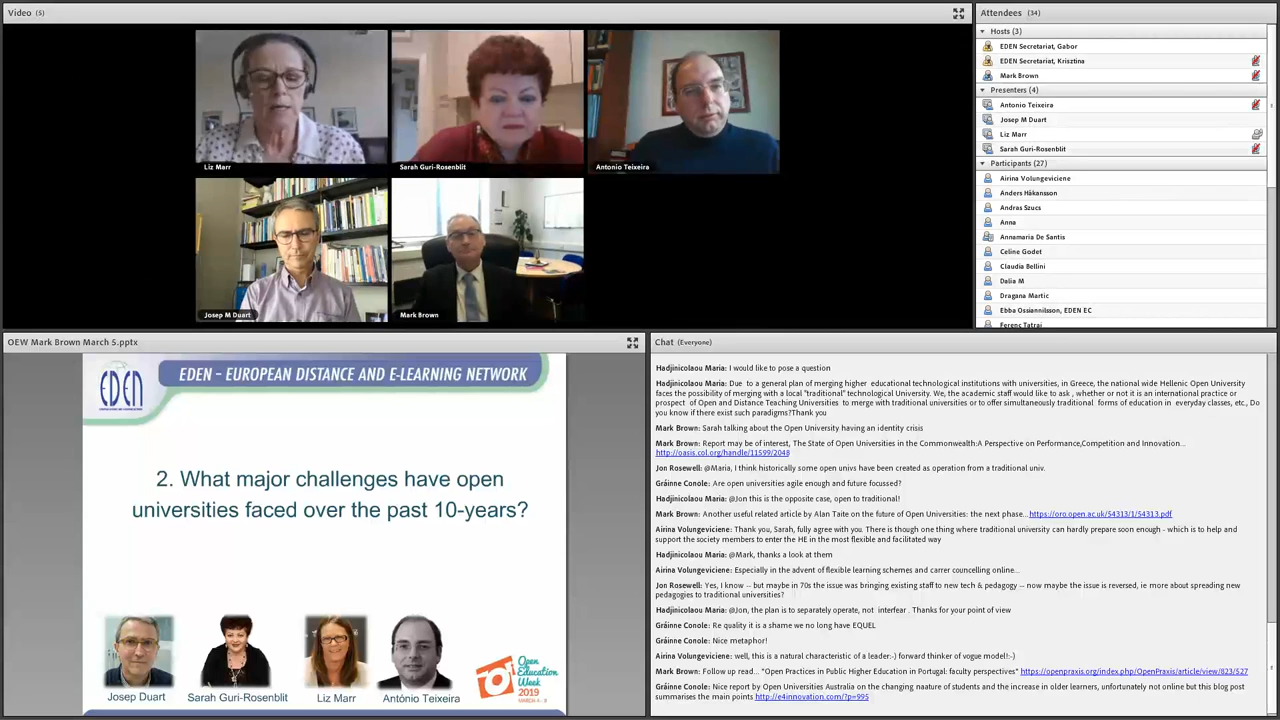 Video (5)
Liz Marr
Sarah Guri-Rosenblit
Antonio Teixeira
Josep M Duart
Mark Brown
Attendees (34)
Hosts (3)
EDEN Secretariat, Gabor
EDEN Secretariat, Krisztina
Mark Brown
Presenters (4)
Antonio Teixeira
Josep M Duart
Liz Marr
Sarah Guri-Rosenblit
Participants (27)
Airina Volungeviciene
Anders Håkansson
Andras Szucs
Anna
Annamaria De Santis
Celine Godet
Claudia Bellini
Dalia M
Dragana Martic
Ebba Ossiannilsson, EDEN EC
Ferenc Tatrai
OEW Mark Brown March 5.pptx
EDEN
EDEN - EUROPEAN DISTANCE AND E-LEARNING NETWORK
2. What major challenges have open
universities faced over the past 10-years?
Josep Duart
Sarah Guri-Rosenblit
Liz Marr
António Teixeira
Open
Education
Week
2019
MARCH 4 - 8
Chat (Everyone)
Hadjinicolaou Maria: I would like to pose a question
Hadjinicolaou Maria: Due to a general plan of merging higher educational technological institutions with universities, in Greece, the national wide Hellenic Open University
faces the possibility of merging with a local "traditional" technological University. We, the academic staff would like to ask , whether or not it is an international practice or
prospect of Open and Distance Teaching Universities to merge with traditional universities or to offer simultaneously traditional forms of education in everyday classes, etc., Do
you know if there exist such paradigms?Thank you
Mark Brown: Sarah talking about the Open University having an identity crisis
Mark Brown: Report may be of interest, The State of Open Universities in the Commonwealth:A Perspective on Performance,Competition and Innovation...
http://oasis.col.org/handle/11599/2048
Jon Rosewell: @Maria, I think historically some open univs have been created as operation from a traditional univ.
Gráinne Conole: Are open universities agile enough and future focussed?
Hadjinicolaou Maria: @Jon this is the opposite case, open to traditional!
Mark Brown: Another useful related article by Alan Taite on the future of Open Universities: the next phase... https://oro.open.ac.uk/54313/1/54313.pdf
Airina Volungeviciene: Thank you, Sarah, fully agree with you. There is though one thing where traditional university can hardly prepare soon enough - which is to help and
support the society members to enter the HE in the most flexible and facilitated way
Hadjinicolaou Maria: @Mark, thanks a look at them
Airina Volungeviciene: Especially in the advent of flexible learning schemes and carrer councelling online...
Jon Rosewell: Yes, I know -- but maybe in 70s the issue was bringing existing staff to new tech & pedagogy -- now maybe the issue is reversed, ie more about spreading new
pedagogies to traditional universities?
Hadjinicolaou Maria: @Jon, the plan is to separately operate, not interfear . Thanks for your point of view
Gráinne Conole: Re quality it is a shame we no long have EQUEL
Gráinne Conole: Nice metaphor!
Airina Volungeviciene: well, this is a natural characteristic of a leader:-) forward thinker of vogue model!:-)
Mark Brown: Follow up read... "Open Practices in Public Higher Education in Portugal: faculty perspectives" https://openpraxis.org/index.php/OpenPraxis/article/view/823/527
Gráinne Conole: Nice report by Open Universities Australia on the changing naature of students and the increase in older learners, unfortunately not online but this blog post
summarises the main points http://e4innovation.com/?p=995